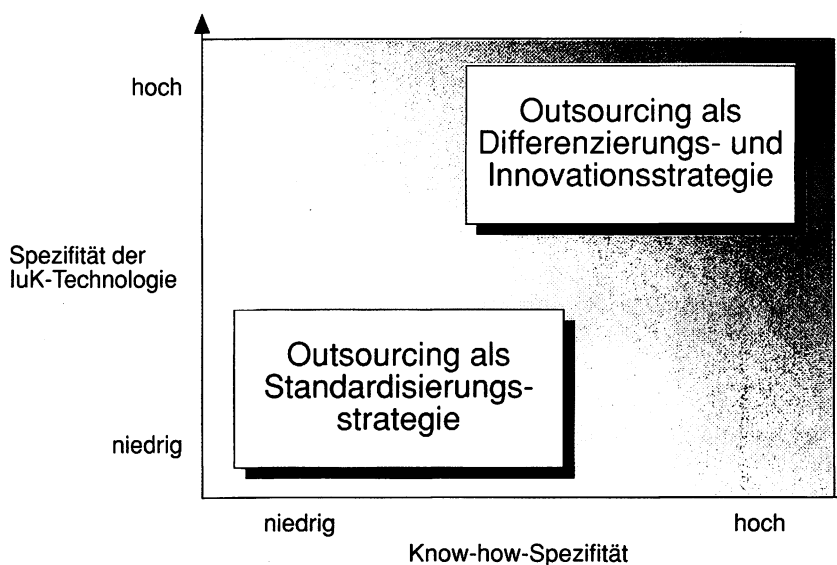 hoch
Outsourcing als
Differenzierungs- und
Innovationsstrategie
Spezifität der
IuK-Technologie
Outsourcing als
Standardisierungs-
strategie
niedrig
niedrig
hoch
Know-how-Spezifität